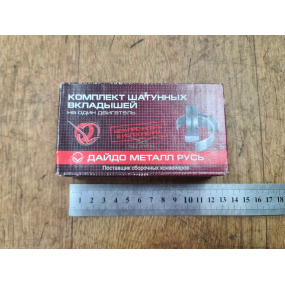 КОМПЛЕКТ ШАТУННЫХ
ВКЛАДЫШЕЙ
на один двигатель
ДАЙДО МЕТАЛЛ РУСЬ
Поставщик сборочных конвейеров
1 2 3 4 5 6 7 8 9 10 11 12 13 14 15 16 17 18